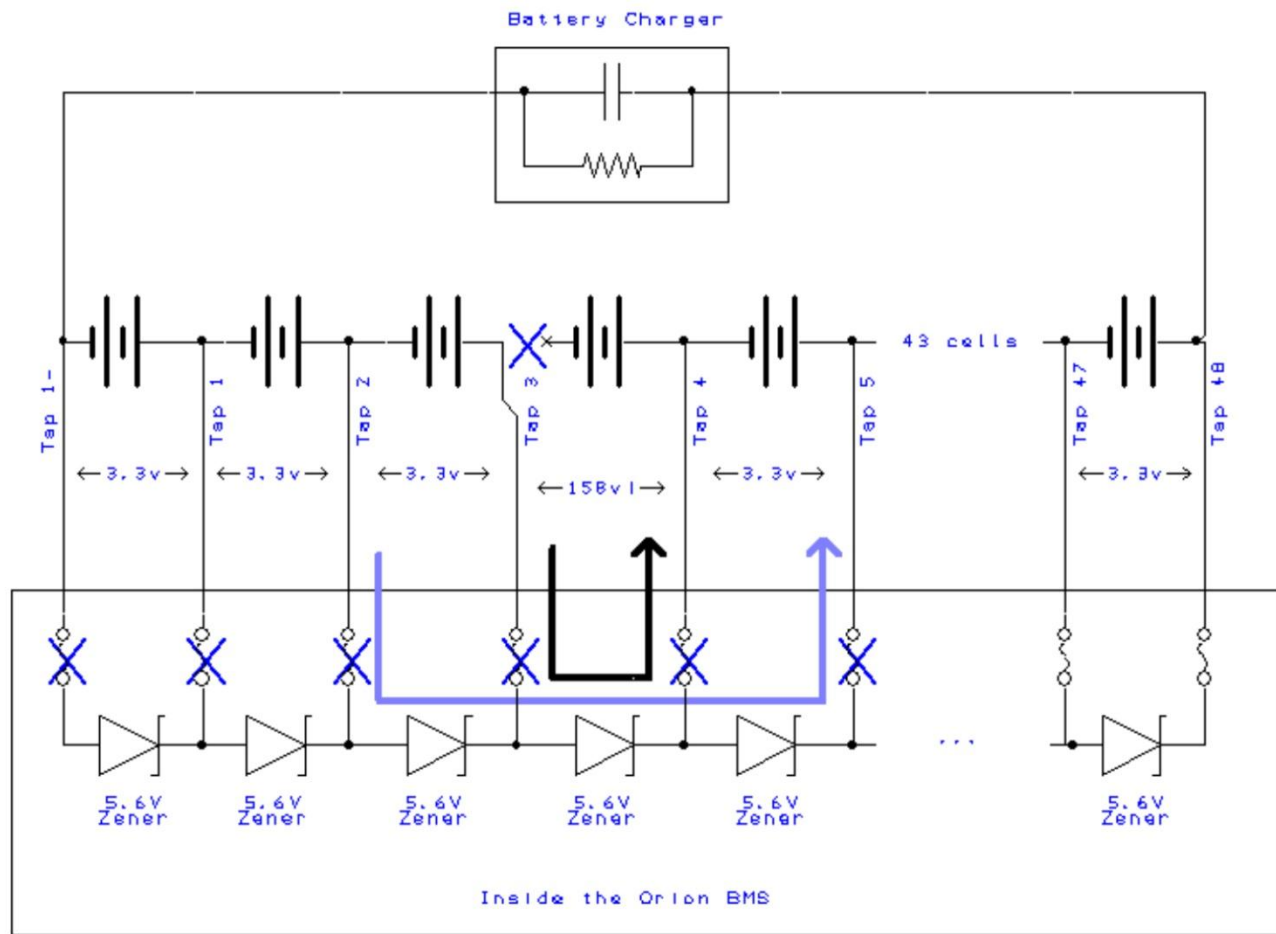 Battery Charger
43 cells
Tap 1-
Tap 1
Tap 2
Tap 3
Tap 4
Tap 5
Tap 47
Tap 48
3.3v
3.3v
3.3v
158v!
3.3v
3.3v
...
5.6V
Zener
5.6V
Zener
5.6V
Zener
5.6V
Zener
5.6V
Zener
5.6V
Zener
Inside the Orion BMS